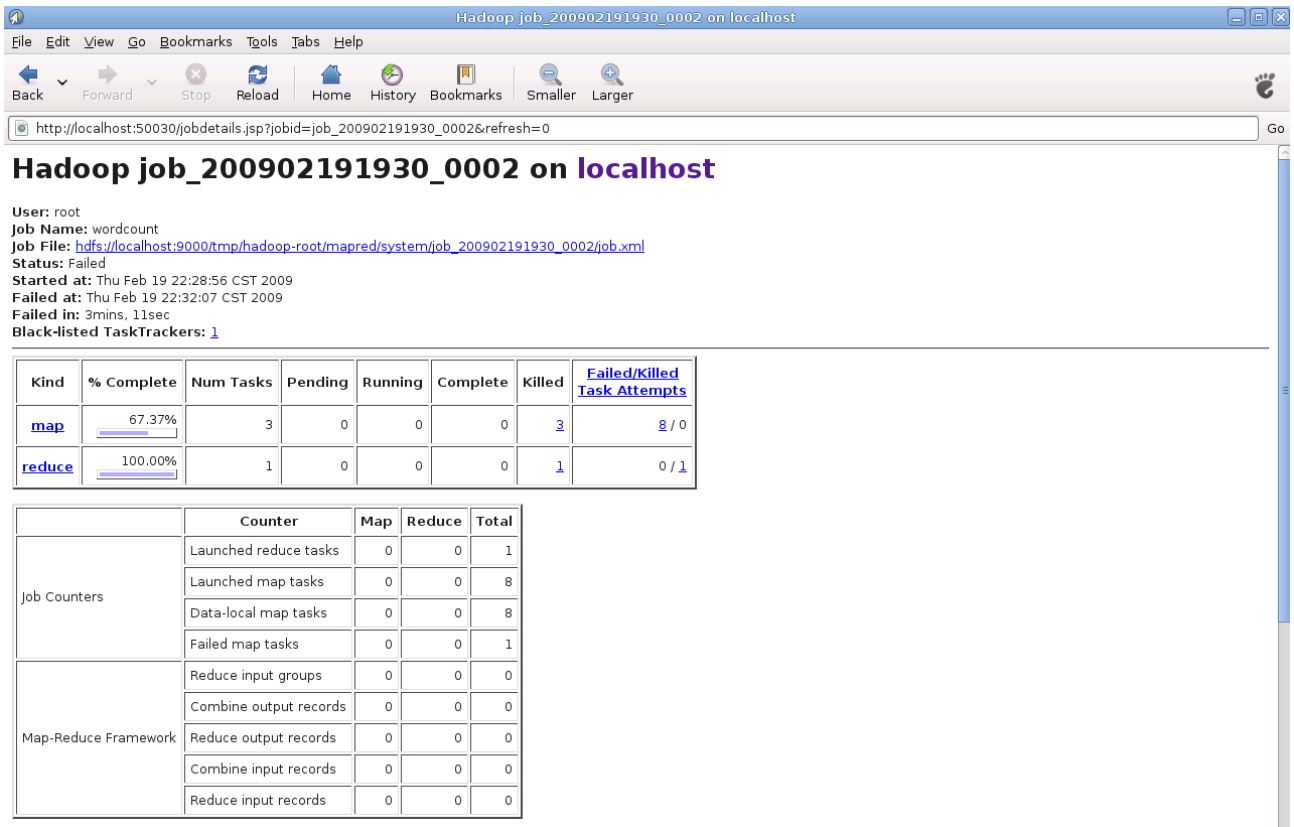 Hadoop job_200902191930_0002 on localhost
File Edit View Go Bookmarks Tools Tabs Help
Back Forward Stop Reload Home History Bookmarks Smaller Larger
http://localhost:50030/jobdetails.jsp?jobid=job_200902191930_0002&refresh=0 Go
Hadoop job_200902191930_0002 on localhost
User: root
Job Name: wordcount
Job File: hdfs://localhost:9000/tmp/hadoop-root/mapred/system/job_200902191930_0002/job.xml
Status: Failed
Started at: Thu Feb 19 22:28:56 CST 2009
Failed at: Thu Feb 19 22:32:07 CST 2009
Failed in: 3mins, 11sec
Black-listed TaskTrackers: 1
Kind % Complete Num Tasks Pending Running Complete Killed Failed/Killed Task Attempts
map 67.37% 3 0 0 0 3 8 / 0
reduce 100.00% 1 0 0 0 1 0 / 1
Counter Map Reduce Total
Job Counters
Launched reduce tasks 0 0 1
Launched map tasks 0 0 8
Data-local map tasks 0 0 8
Failed map tasks 0 0 1
Map-Reduce Framework
Reduce input groups 0 0 0
Combine output records 0 0 0
Reduce output records 0 0 0
Combine input records 0 0 0
Reduce input records 0 0 0